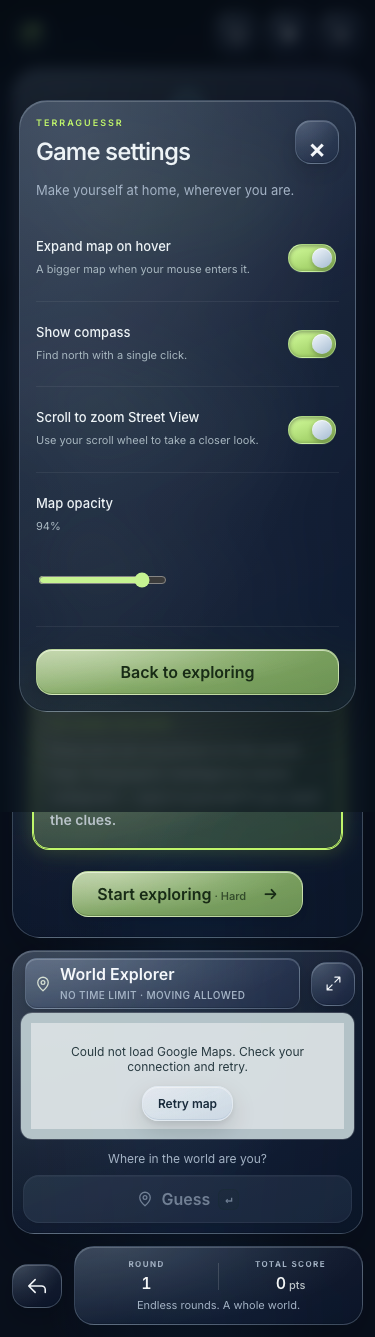 TERRAGUESSR
Game settings
Make yourself at home, wherever you are.
Expand map on hover
A bigger map when your mouse enters it.
Show compass
Find north with a single click.
Scroll to zoom Street View
Use your scroll wheel to take a closer look.
Map opacity
94%
Back to exploring
the clues.
Start exploring · Hard →
World Explorer
NO TIME LIMIT · MOVING ALLOWED
Could not load Google Maps. Check your
connection and retry.
Retry map
Where in the world are you?
Guess ↵
ROUND
1
TOTAL SCORE
0 pts
Endless rounds. A whole world.